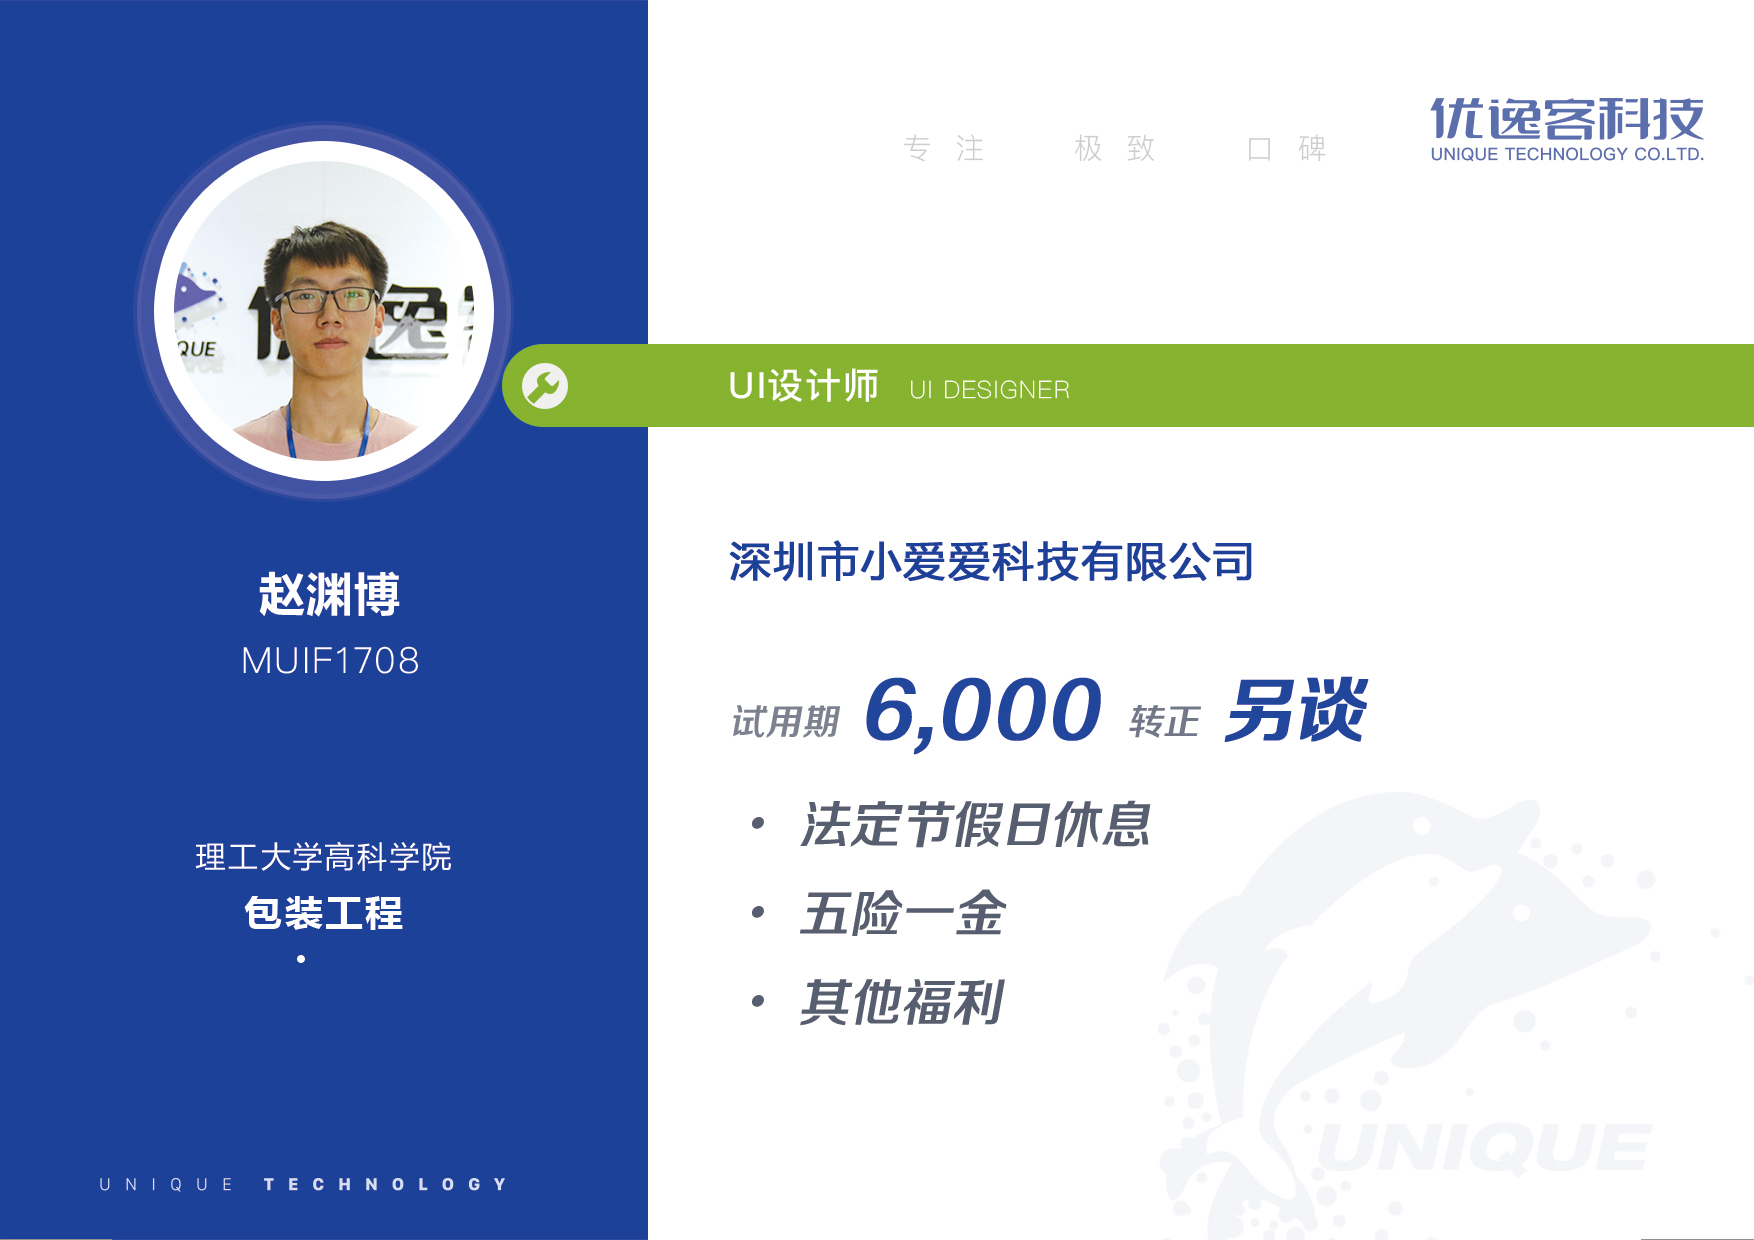 专注 极致 口碑
优逸客科技
UNIQUE TECHNOLOGY CO.LTD.
QUE
优逸客
UI设计师 UI DESIGNER
赵渊博
MUIF1708
理工大学高科学院
包装工程
UNIQUE TECHNOLOGY
深圳市小爱爱科技有限公司
试用期 6,000 转正 另谈
• 法定节假日休息
• 五险一金
• 其他福利
UNIQUE